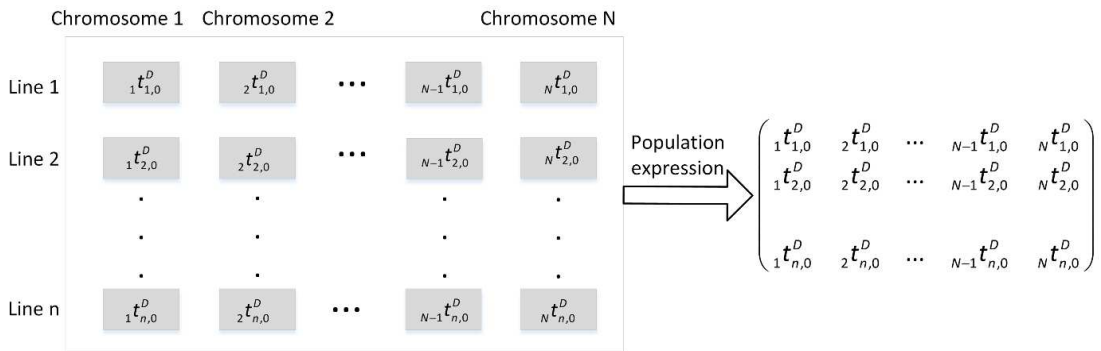 Chromosome 1 Chromosome 2 Chromosome N
Line 1 ₁t^D_{1,0} ₂t^D_{1,0} ... _{N-1}t^D_{1,0} _Nt^D_{1,0}
Line 2 ₁t^D_{2,0} ₂t^D_{2,0} ... _{N-1}t^D_{2,0} _Nt^D_{2,0}
. . . .
. . . .
. . . .
Line n ₁t^D_{n,0} ₂t^D_{n,0} ... _{N-1}t^D_{n,0} _Nt^D_{n,0}
Population
expression
₁t^D_{1,0} ₂t^D_{1,0} ... _{N-1}t^D_{1,0} _Nt^D_{1,0}
₁t^D_{2,0} ₂t^D_{2,0} ... _{N-1}t^D_{2,0} _Nt^D_{2,0}
₁t^D_{n,0} ₂t^D_{n,0} ... _{N-1}t^D_{n,0} _Nt^D_{n,0}